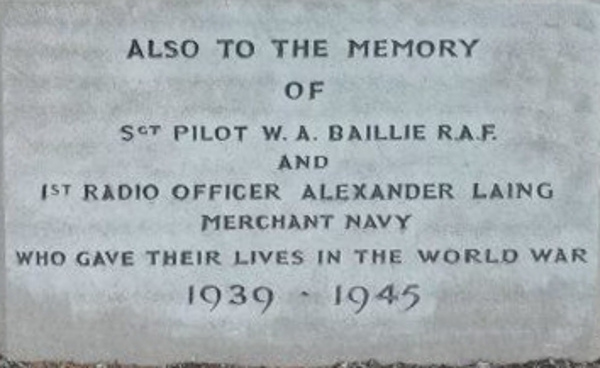 ALSO TO THE MEMORY
OF
SGT PILOT W. A. BAILLIE R.A.F.
AND
1ST RADIO OFFICER ALEXANDER LAING
MERCHANT NAVY
WHO GAVE THEIR LIVES IN THE WORLD WAR
1939 - 1945